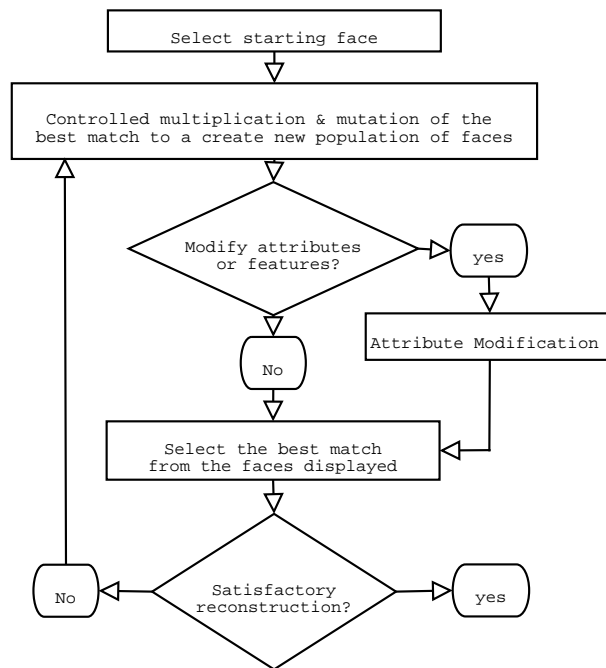 Select starting face
Controlled multiplication & mutation of the
best match to a create new population of faces
Modify attributes
or features?
yes
No
Attribute Modification
Select the best match
from the faces displayed
Satisfactory
reconstruction?
No
yes